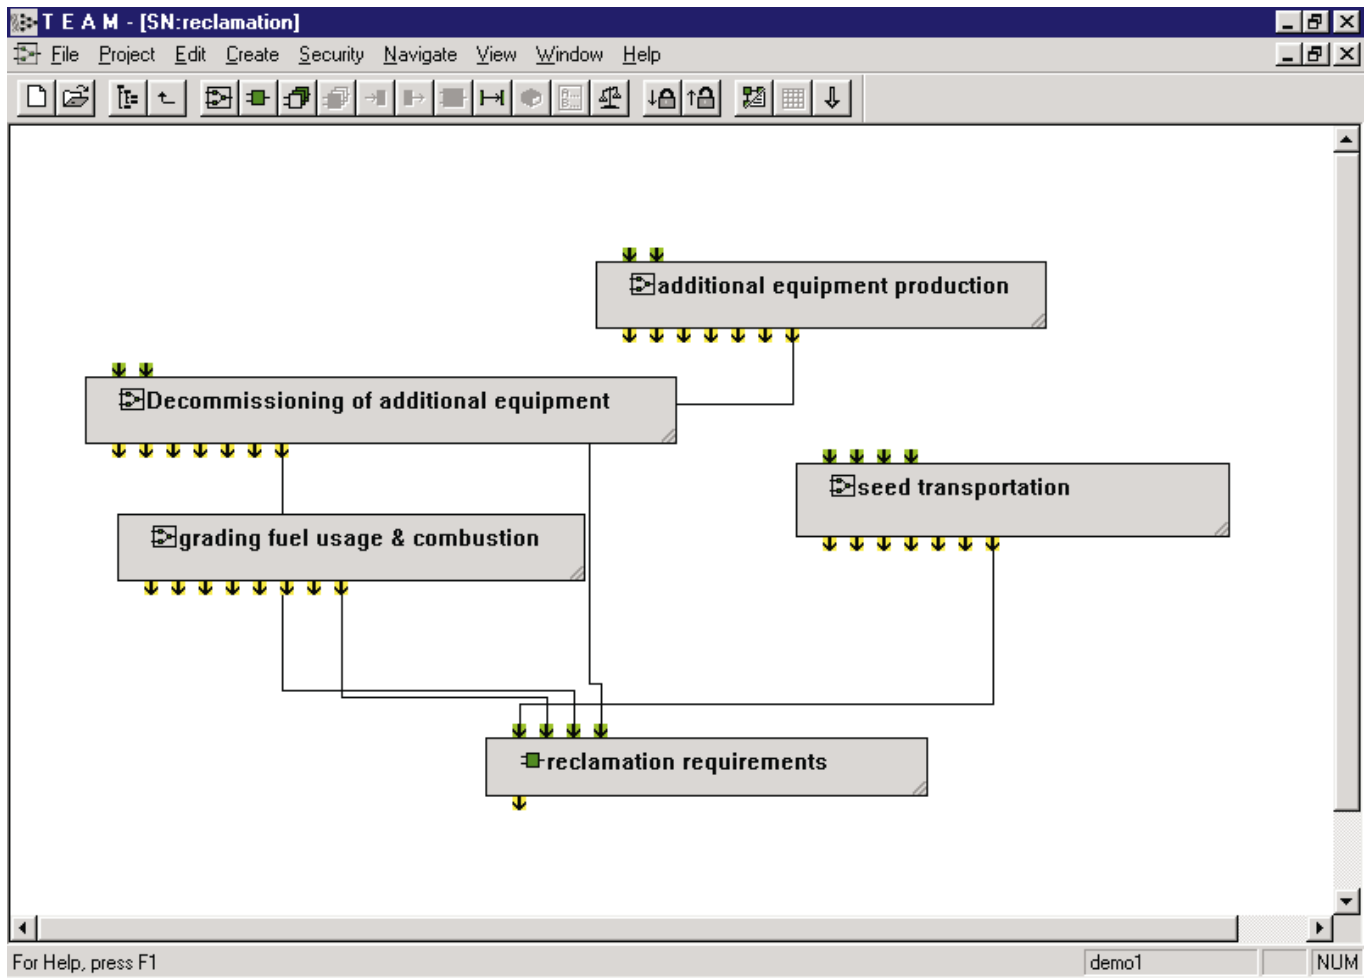 T E A M - [SN:reclamation]
File Project Edit Create Security Navigate View Window Help
additional equipment production
Decommissioning of additional equipment
seed transportation
grading fuel usage & combustion
reclamation requirements
For Help, press F1 demo1 NUM